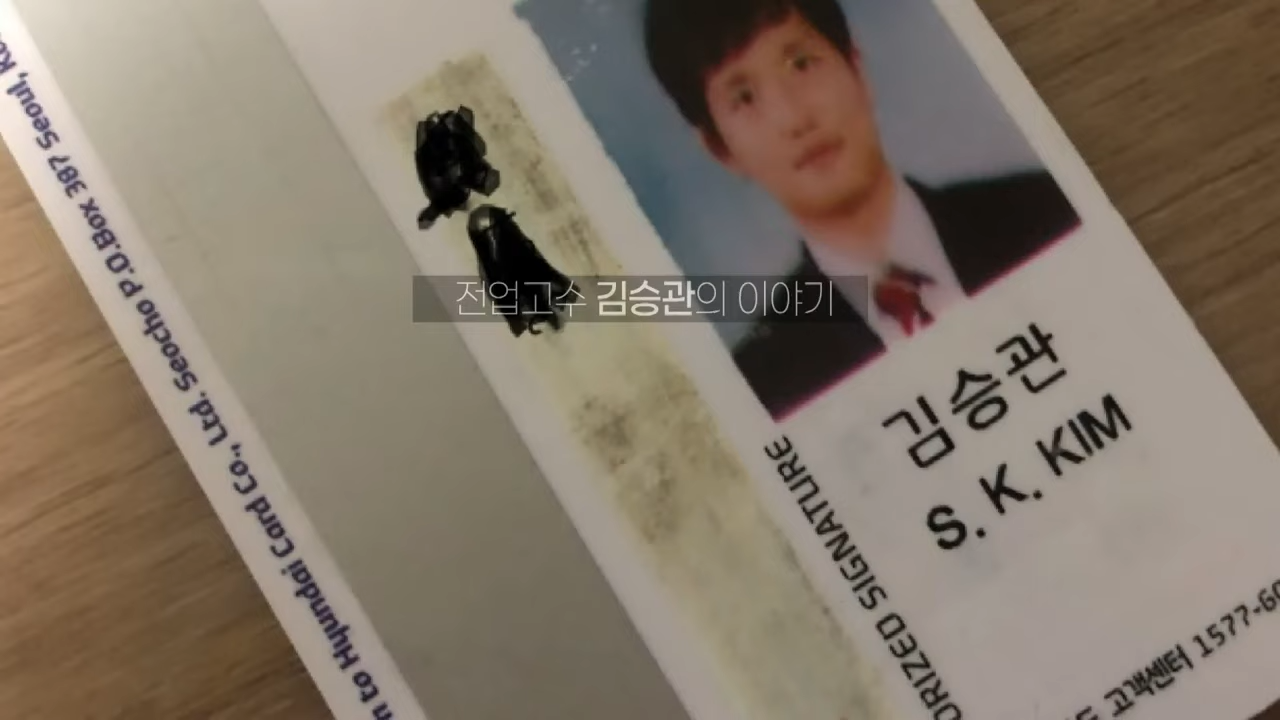 전업고수 김승관의 이야기
김승관
S. K. KIM
SIGNATURE
고객센터 1577-6
to Hyundai Card Co., Ltd. Seocho P.O.Box 387 Seoul,